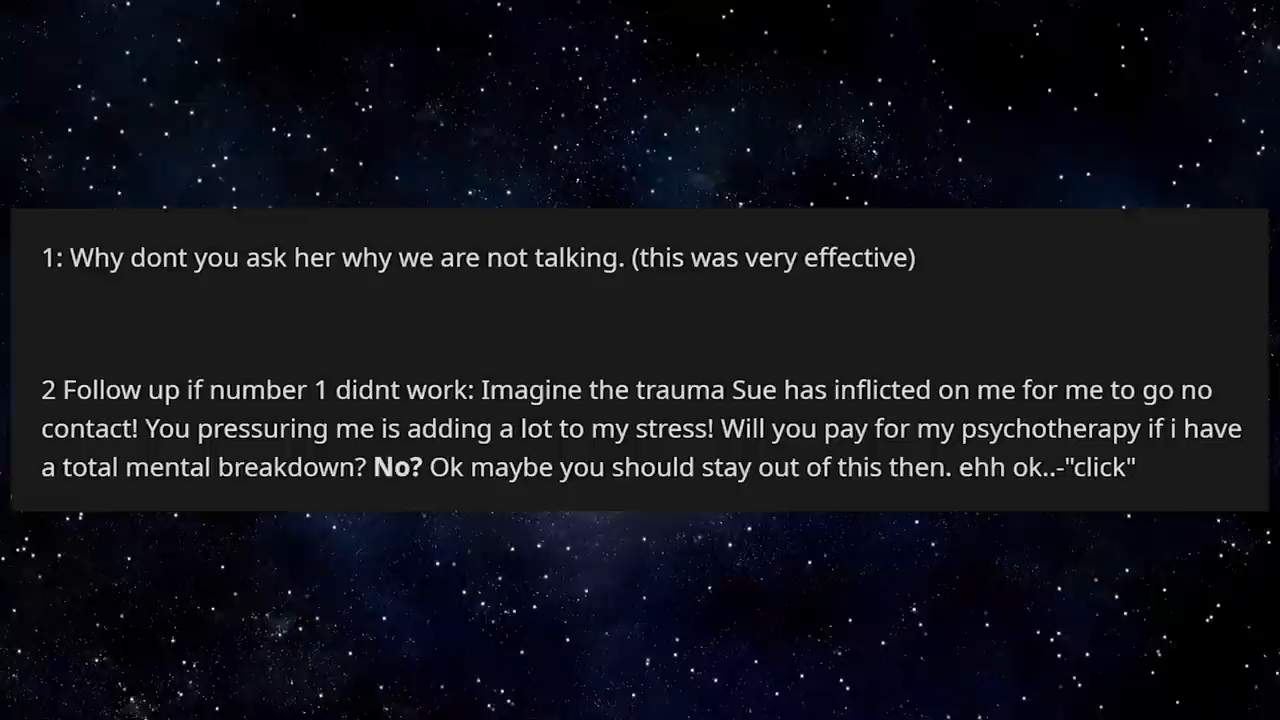 1: Why dont you ask her why we are not talking. (this was very effective)
2 Follow up if number 1 didnt work: Imagine the trauma Sue has inflicted on me for me to go no
contact! You pressuring me is adding a lot to my stress! Will you pay for my psychotherapy if i have
a total mental breakdown? No? Ok maybe you should stay out of this then. ehh ok..-"click"